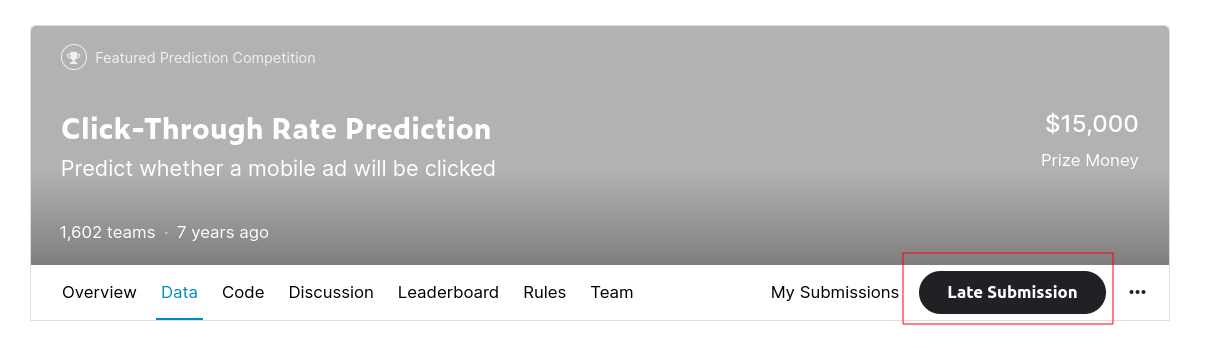 Featured Prediction Competition
Click-Through Rate Prediction
$15,000
Predict whether a mobile ad will be clicked
Prize Money
1,602 teams · 7 years ago
Overview Data Code Discussion Leaderboard Rules Team My Submissions Late Submission •••